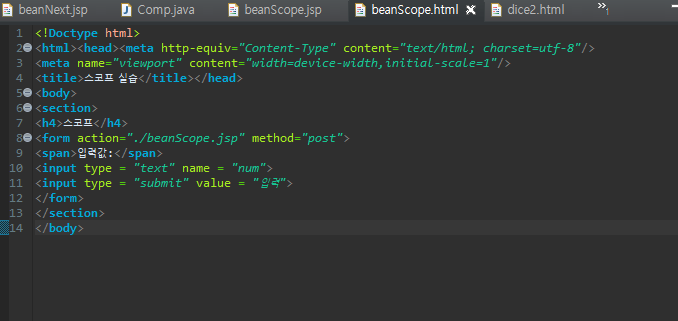 beanNext.jsp Comp.java beanScope.jsp beanScope.html dice2.html »1
1 <!Doctype html>
2 <html><head><meta http-equiv="Content-Type" content="text/html; charset=utf-8"/>
3 <meta name="viewport" content="width=device-width,initial-scale=1"/>
4 <title>스코프 실습</title></head>
5 <body>
6 <section>
7 <h4>스코프</h4>
8 <form action="./beanScope.jsp" method="post">
9 <span>입력값:</span>
10 <input type = "text" name = "num">
11 <input type = "submit" value = "입력">
12 </form>
13 </section>
14 </body>